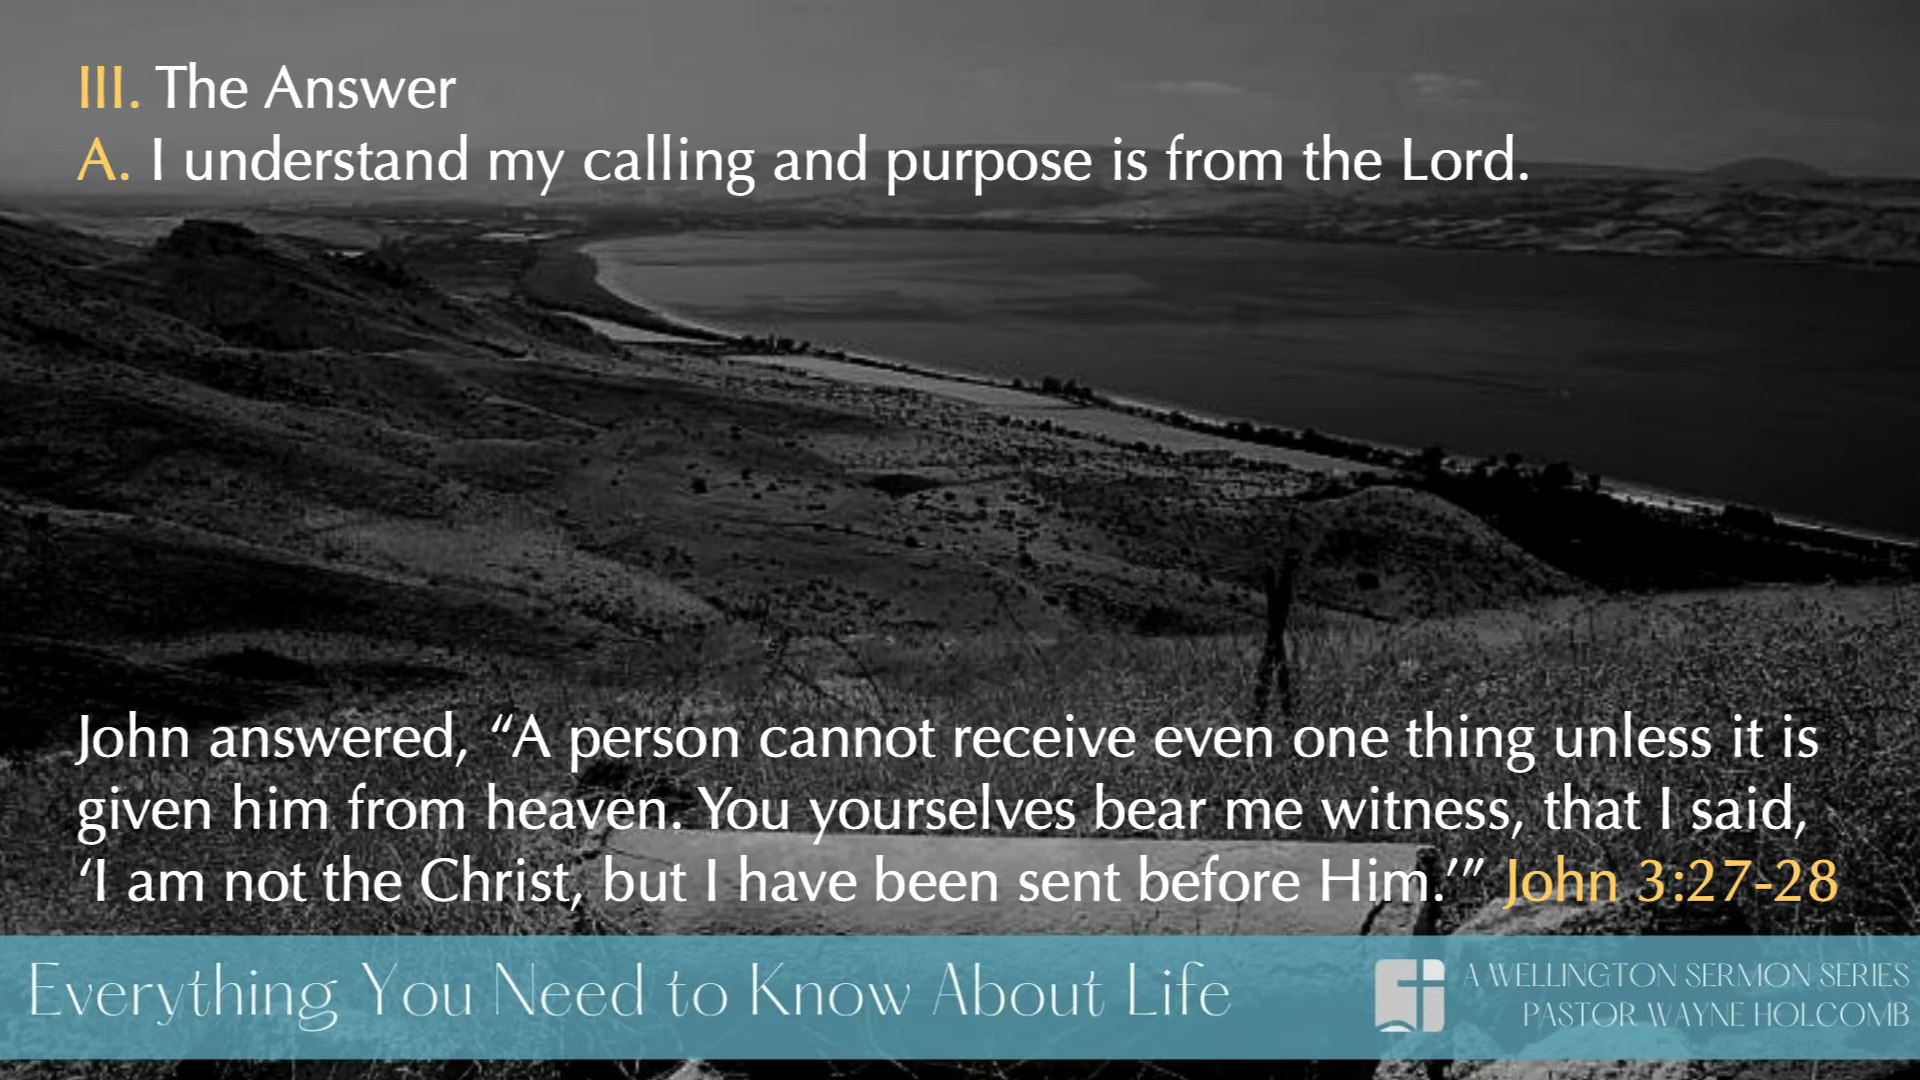 III. The Answer
A. I understand my calling and purpose is from the Lord.
John answered, “A person cannot receive even one thing unless it is
given him from heaven. You yourselves bear me witness, that I said,
‘I am not the Christ, but I have been sent before Him.’” John 3:27-28
Everything You Need to Know About Life
A WELLINGTON SERMON SERIES
PASTOR WAYNE HOLCOMB